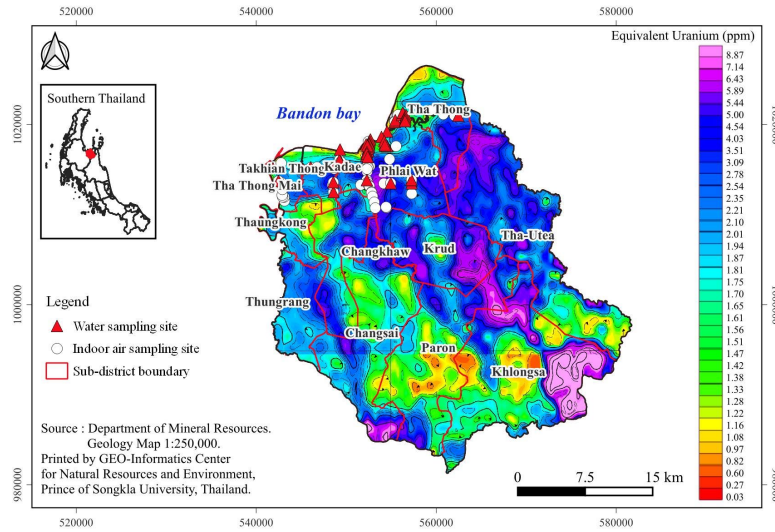 520000
540000
560000
580000
Equivalent Uranium (ppm)
Southern Thailand
Bandon bay
Tha Thong
1020000
1020000
Takhian Thong
Kadae
Phlai Wat
Tha Thong Mai
Thaungkong
Changkhaw
Krud
Tha-Utea
Thungrang
1000000
1000000
Changsai
Paron
Khlongsa
Legend
Water sampling site
Indoor air sampling site
Sub-district boundary
Source : Department of Mineral Resources.
Geology Map 1:250,000.
Printed by GEO-Informatics Center
for Natural Resources and Environment,
Prince of Songkla University, Thailand.
0 7.5 15 km
980000
980000
520000
540000
560000
580000
8.87
7.14
6.43
5.89
5.44
5.00
4.54
4.03
3.51
3.09
2.78
2.54
2.35
2.21
2.10
2.01
1.94
1.87
1.81
1.75
1.70
1.65
1.61
1.56
1.51
1.47
1.42
1.38
1.33
1.28
1.22
1.16
1.08
0.97
0.82
0.60
0.27
0.03